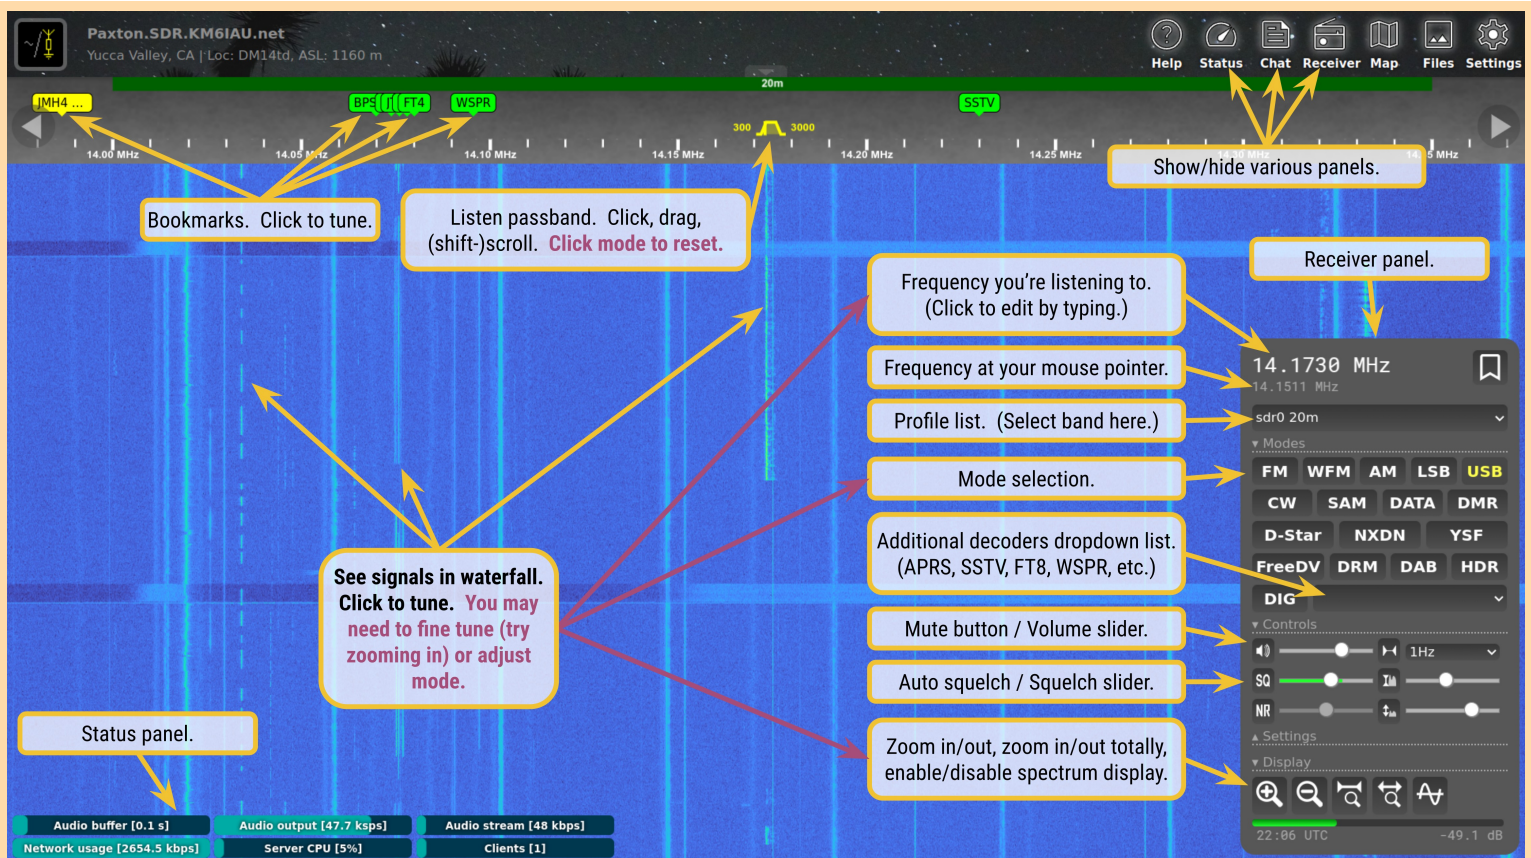 Paxton.SDR.KM6IAU.net
Yucca Valley, CA | Loc: DM14td, ASL: 1160 m
Help Status Chat Receiver Map Files Settings
20m
JMH4 ... BPS FT4 WSPR SSTV
300 3000
14.00 MHz 14.05 MHz 14.10 MHz 14.15 MHz 14.20 MHz 14.25 MHz
Show/hide various panels.
Bookmarks. Click to tune.
Listen passband. Click, drag,
(shift-)scroll. Click mode to reset.
Receiver panel.
Frequency you're listening to.
(Click to edit by typing.)
Frequency at your mouse pointer.
Profile list. (Select band here.)
Mode selection.
Additional decoders dropdown list.
(APRS, SSTV, FT8, WSPR, etc.)
Mute button / Volume slider.
Auto squelch / Squelch slider.
Zoom in/out, zoom in/out totally,
enable/disable spectrum display.
See signals in waterfall.
Click to tune. You may
need to fine tune (try
zooming in) or adjust
mode.
Status panel.
14.1730 MHz
14.1511 MHz
sdr0 20m
▾ Modes
FM WFM AM LSB USB
CW SAM DATA DMR
D-Star NXDN YSF
FreeDV DRM DAB HDR
DIG
▾ Controls
1Hz
SQ
NR
▴ Settings
▾ Display
22:06 UTC -49.1 dB
Audio buffer [0.1 s] Audio output [47.7 ksps] Audio stream [48 kbps]
Network usage [2654.5 kbps] Server CPU [5%] Clients [1]